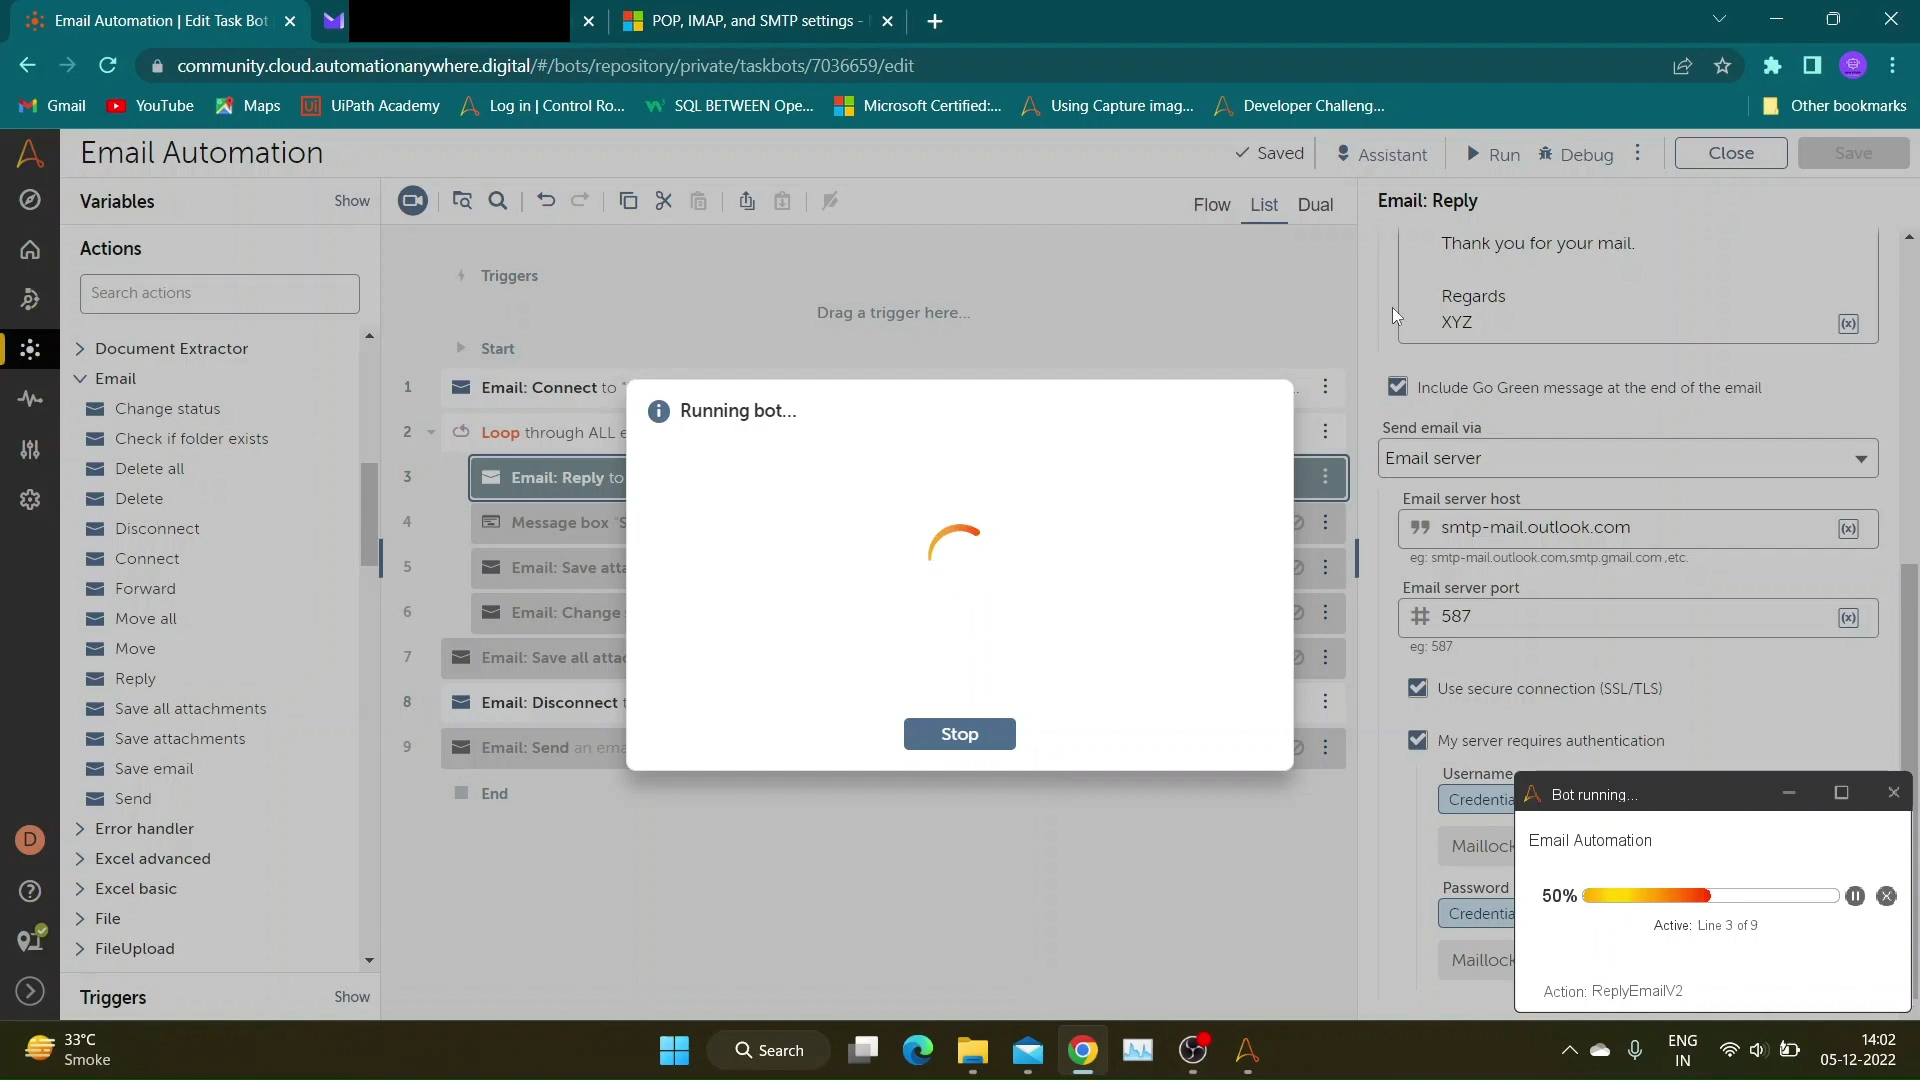 Email Automation | Edit Task Bot
POP, IMAP, and SMTP settings -
community.cloud.automationanywhere.digital/#/bots/repository/private/taskbots/7036659/edit
Gmail
YouTube
Maps
UiPath Academy
Log in | Control Ro...
SQL BETWEEN Ope...
Microsoft Certified:...
Using Capture imag...
Developer Challeng...
Other bookmarks
Email Automation
Saved
Assistant
Run
Debug
Close
Save
Variables
Show
Flow
List
Dual
Email: Reply
Actions
Search actions
Document Extractor
Email
Change status
Check if folder exists
Delete all
Delete
Disconnect
Connect
Forward
Move all
Move
Reply
Save all attachments
Save attachments
Save email
Send
Error handler
Excel advanced
Excel basic
File
FileUpload
Triggers
Show
D
Triggers
Drag a trigger here...
Start
1 Email: Connect to "
2 Loop through ALL e
3 Email: Reply to
4 Message box "S
5 Email: Save atta
6 Email: Change
7 Email: Save all attac
8 Email: Disconnect
9 Email: Send an ema
End
Running bot...
Stop
Thank you for your mail.
Regards
XYZ
(x)
Include Go Green message at the end of the email
Send email via
Email server
Email server host
smtp-mail.outlook.com
(x)
eg: smtp-mail.outlook.com,smtp.gmail.com ,etc.
Email server port
587
(x)
eg: 587
Use secure connection (SSL/TLS)
My server requires authentication
Username
Credentia
Maillock
Password
Credentia
Maillock
Bot running...
Email Automation
50%
Active: Line 3 of 9
Action: ReplyEmailV2
33°C
Smoke
Search
ENG
IN
14:02
05-12-2022